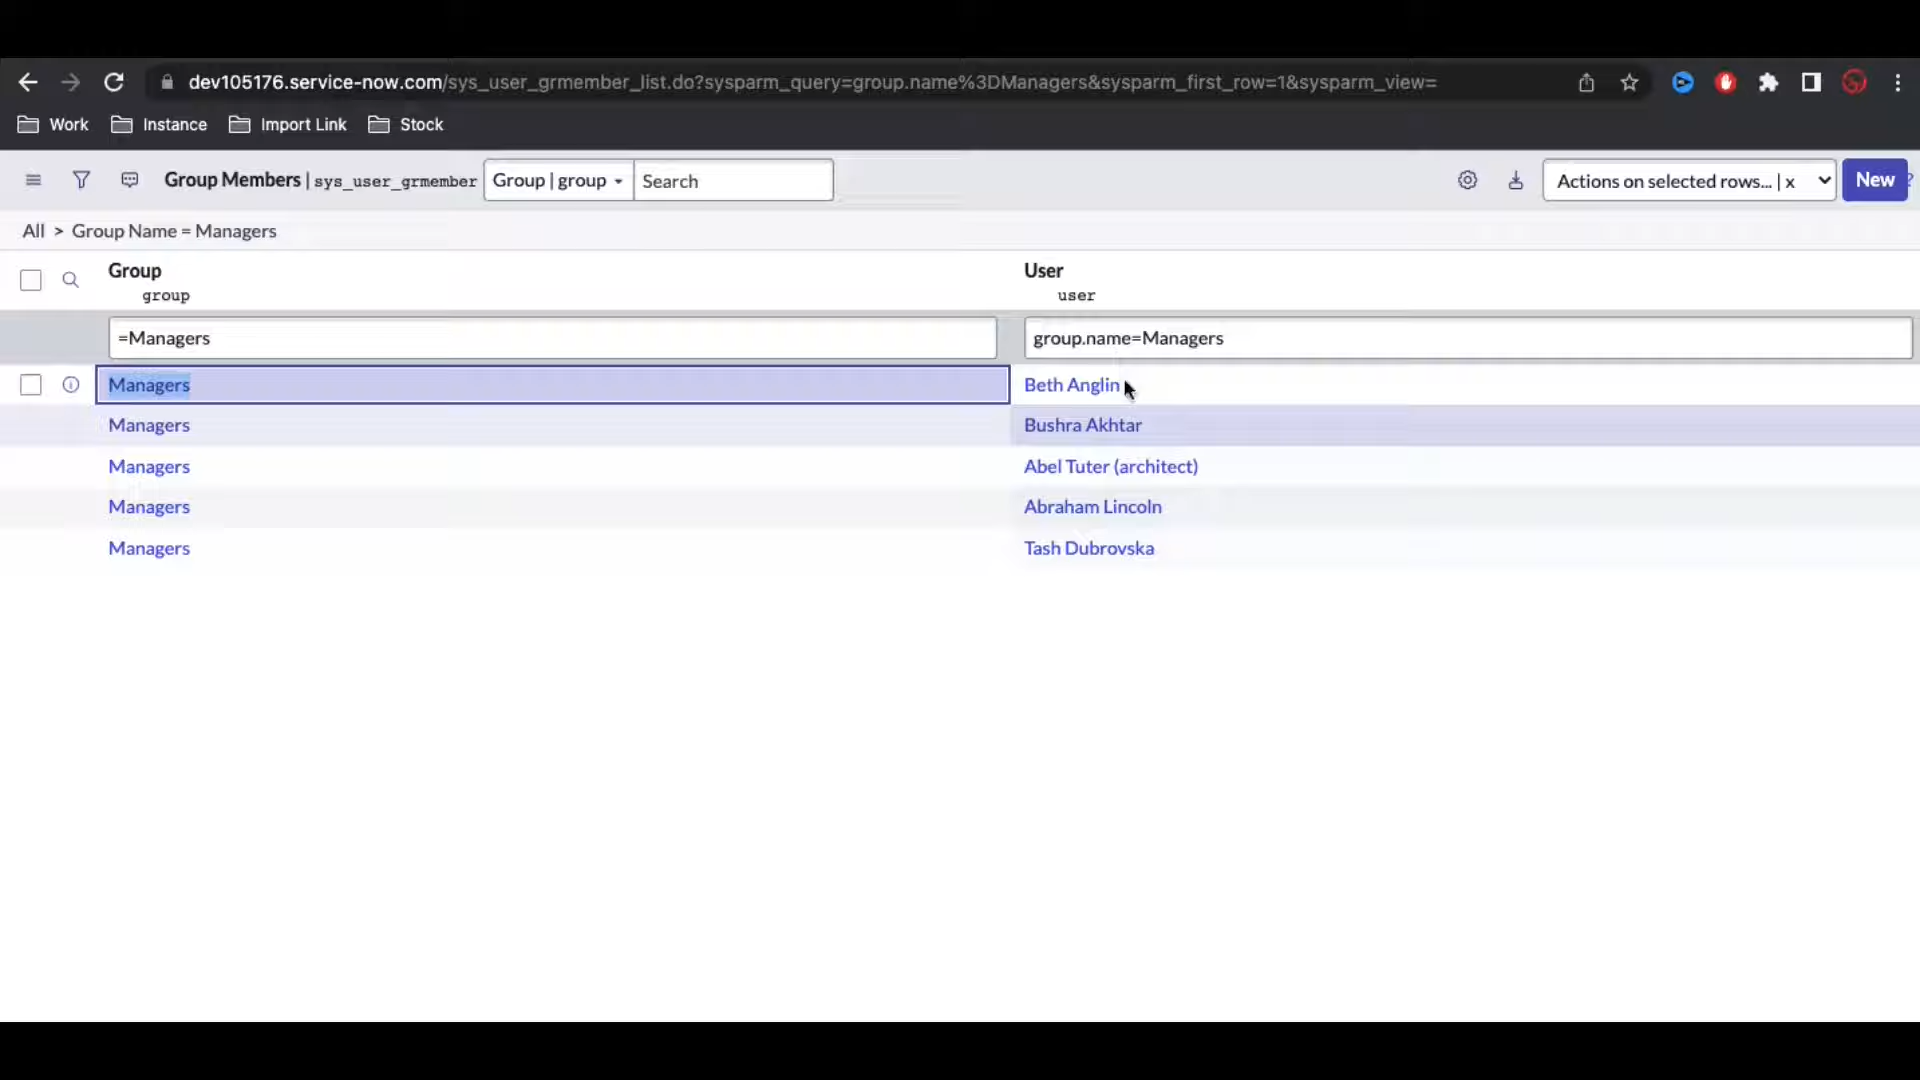 dev105176.service-now.com/sys_user_grmember_list.do?sysparm_query=group.name%3DManagers&sysparm_first_row=1&sysparm_view=
Work Instance Import Link Stock
Group Members | sys_user_grmember Group | group Search Actions on selected rows... | x New ?
All > Group Name = Managers
Group User
group user
=Managers group.name=Managers
Managers Beth Anglin
Managers Bushra Akhtar
Managers Abel Tuter (architect)
Managers Abraham Lincoln
Managers Tash Dubrovska